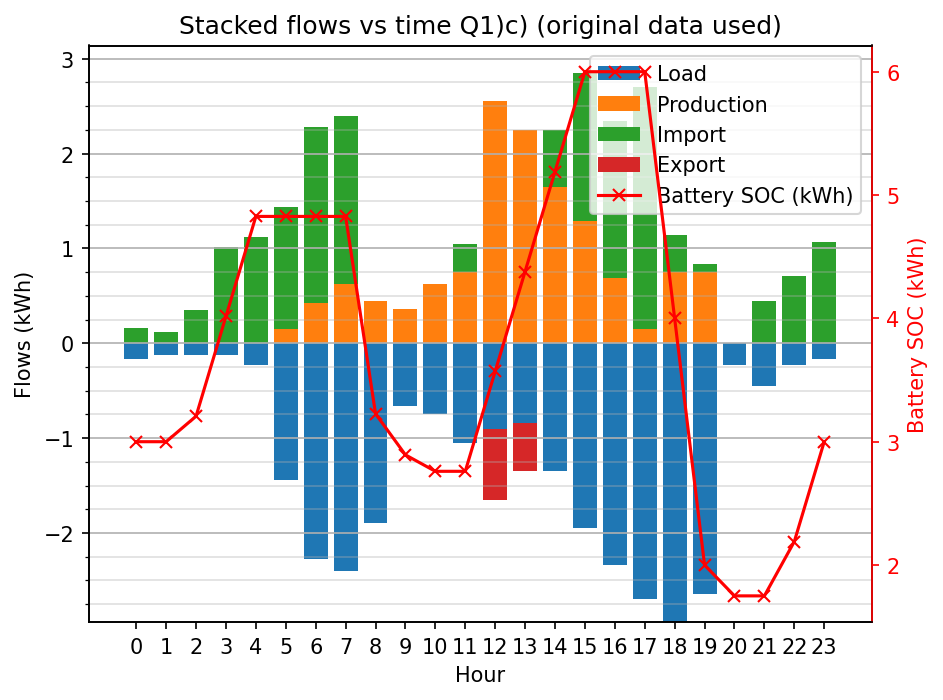 Stacked flows vs time Q1)c) (original data used)
Load
Production
Import
Export
Battery SOC (kWh)
Flows (kWh)
3
2
1
0
−1
−2
Battery SOC (kWh)
6
5
4
3
2
0 1 2 3 4 5 6 7 8 9 10 11 12 13 14 15 16 17 18 19 20 21 22 23
Hour